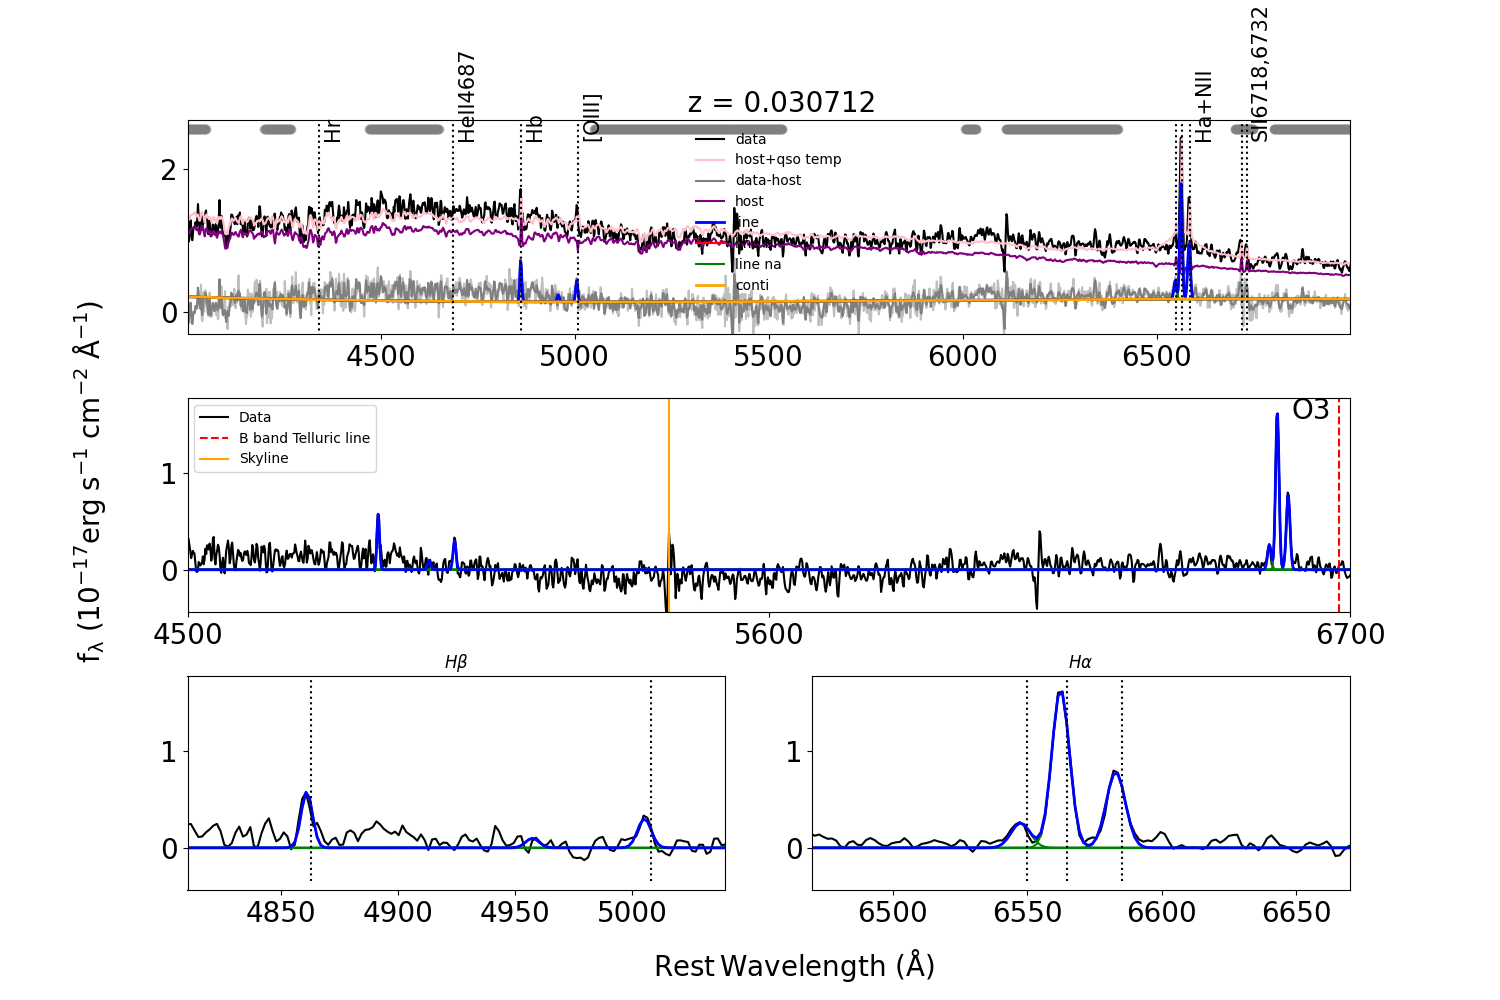 z = 0.030712
Hr
HeII4687
Hb
[OIII]
Ha+NII
SII6718,6732
data
host+qso temp
data-host
host
line
line na
conti
2
0
4500 5000 5500 6000 6500
fλ (10⁻¹⁷erg s⁻¹ cm⁻² Å⁻¹)
Data
B band Telluric line
Skyline
O3
1
0
4500 5600 6700
Hβ
1
0
4850 4900 4950 5000
Hα
1
0
6500 6550 6600 6650
Rest Wavelength (Å)